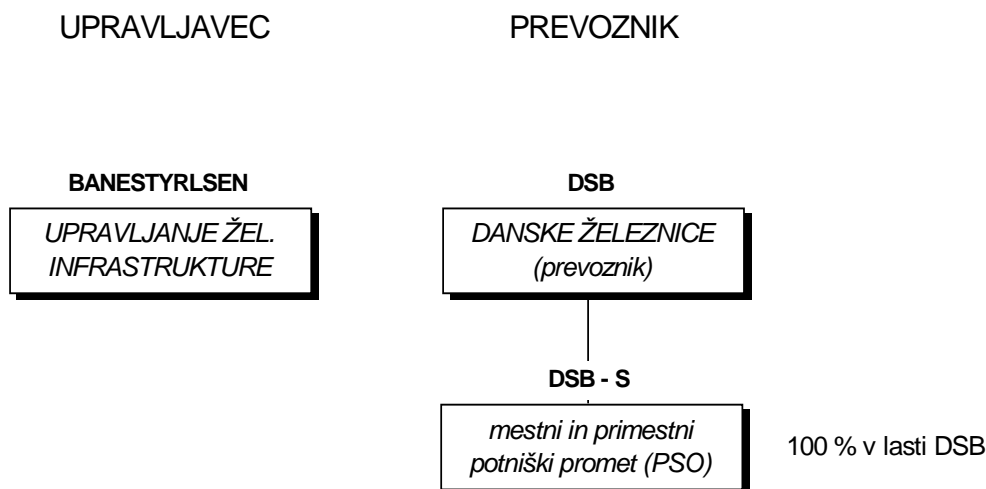 UPRAVLJAVEC
PREVOZNIK
BANESTYRLSEN
UPRAVLJANJE ŽEL.
INFRASTRUKTURE
DSB
DANSKE ŽELEZNICE
(prevoznik)
DSB - S
mestni in primestni
potniški promet (PSO)
100 % v lasti DSB